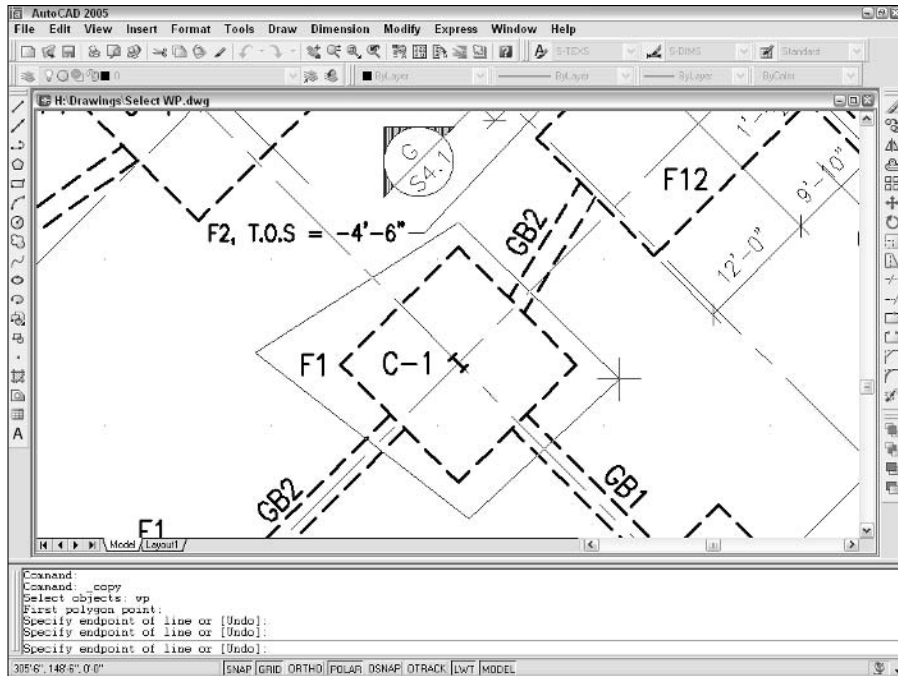 AutoCAD 2005
File Edit View Insert Format Tools Draw Dimension Modify Express Window Help
S-TEXS S-DIMS Standard
0 ByLayer ByLayer ByLayer ByColor
H:\Drawings\Select WP.dwg
G
S4.1
F12
1'-
9'-10"
12'-0"
F2, T.O.S = -4'-6"
GB2
F1 C-1
GB2
GB1
F1
Model Layout1
Command:
Command: _copy
Select objects: wp
First polygon point:
Specify endpoint of line or [Undo]:
Specify endpoint of line or [Undo]:
Specify endpoint of line or [Undo]:
305'6", 148'6", 0'0" SNAP GRID ORTHO POLAR OSNAP OTRACK LWT MODEL